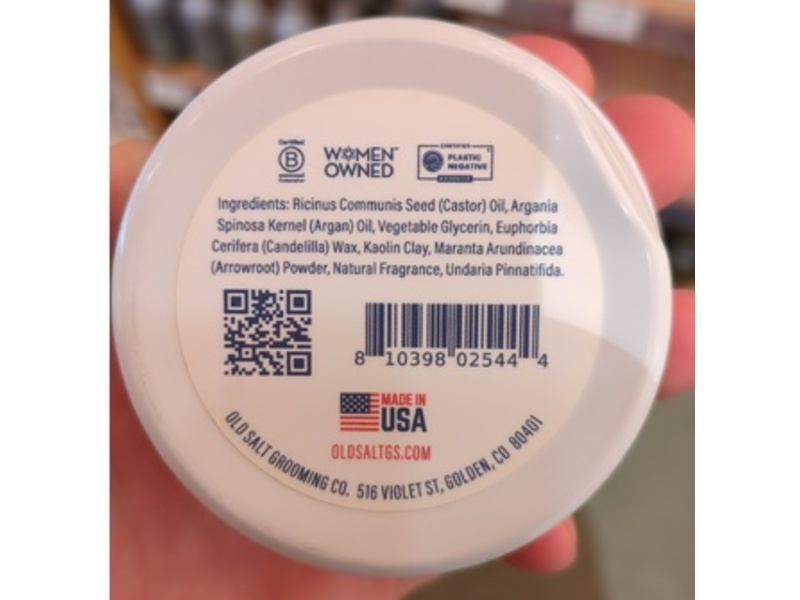 Certified
B
Corporation
WOMEN™
OWNED
CERTIFIED
PLASTIC
NEGATIVE
Ingredients: Ricinus Communis Seed (Castor) Oil, Argania
Spinosa Kernel (Argan) Oil, Vegetable Glycerin, Euphorbia
Cerifera (Candelilla) Wax, Kaolin Clay, Maranta Arundinacea
(Arrowroot) Powder, Natural Fragrance, Undaria Pinnatifida.
8 10398 02544 4
MADE IN
USA
OLDSALTGS.COM
OLD SALT GROOMING CO. 516 VIOLET ST, GOLDEN, CO 80401